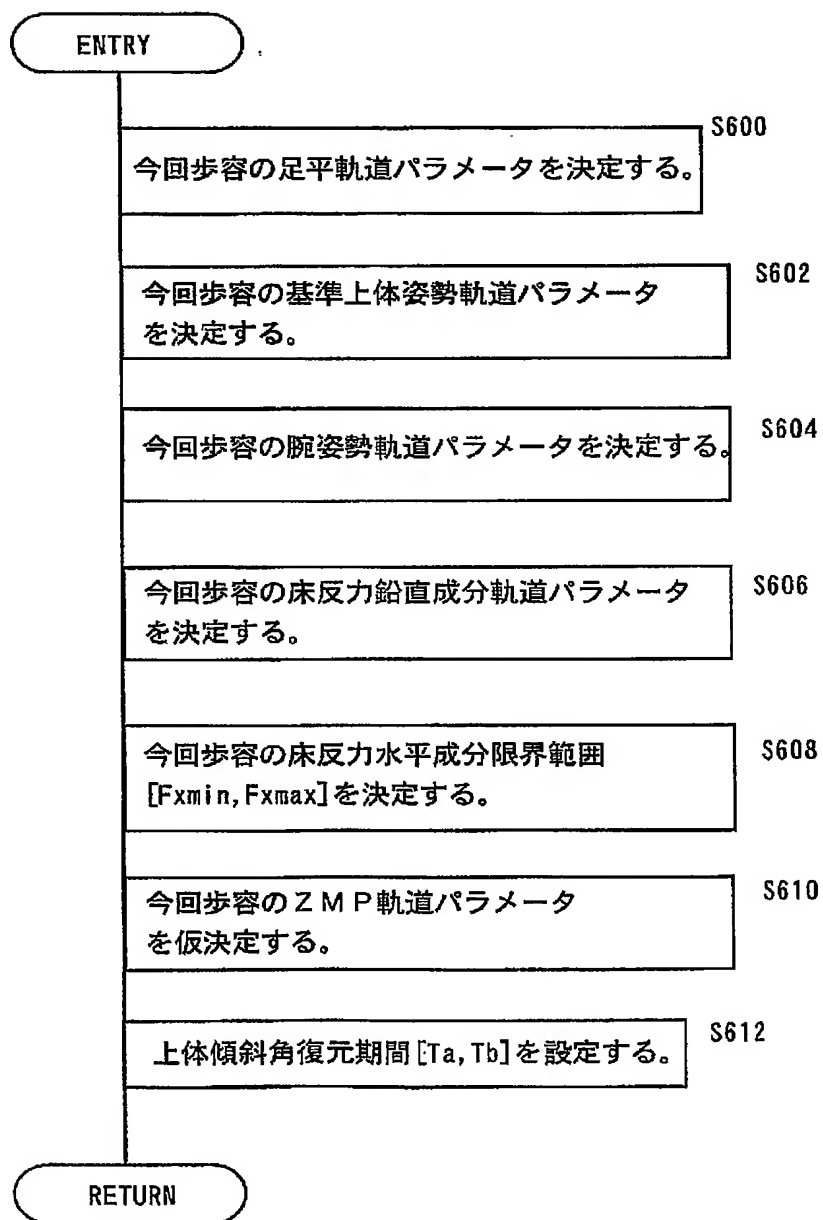 ENTRY
S600
今回歩容の足平軌道パラメータを決定する。
S602
今回歩容の基準上体姿勢軌道パラメータ
を決定する。
S604
今回歩容の腕姿勢軌道パラメータを決定する。
S606
今回歩容の床反力鉛直成分軌道パラメータ
を決定する。
S608
今回歩容の床反力水平成分限界範囲
[Fxmin,Fxmax]を決定する。
S610
今回歩容のZMP軌道パラメータ
を仮決定する。
S612
上体傾斜角復元期間[Ta,Tb]を設定する。
RETURN